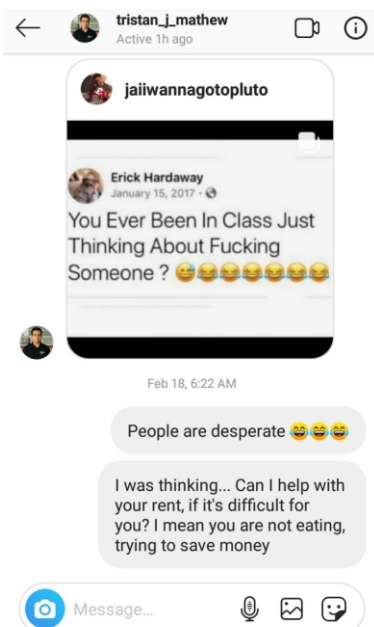 tristan_j_mathew
Active 1h ago
jaiiwannagotopluto
Erick Hardaway
January 15, 2017 ·
You Ever Been In Class Just
Thinking About Fucking
Someone ? 😅😂😂😂😂😂😂😂
Feb 18, 6:22 AM
People are desperate 😂😂😂
I was thinking... Can I help with
your rent, if it's difficult for
you? I mean you are not eating,
trying to save money
Message...